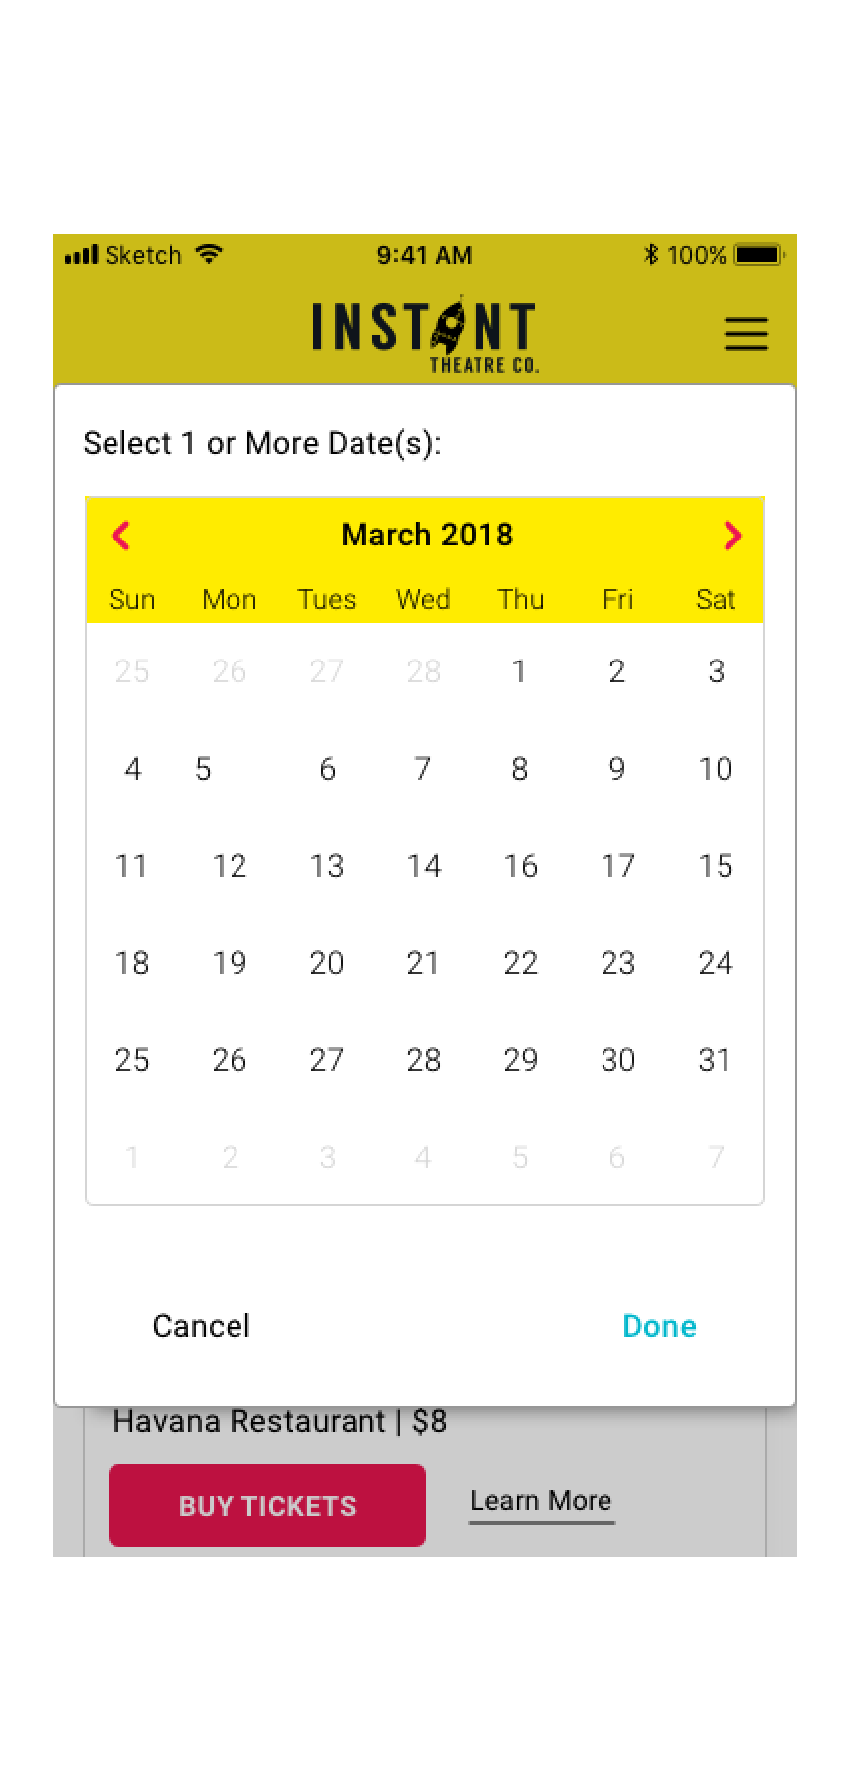 Sketch 9:41 AM 100%
INSTANT
THEATRE CO.
Select 1 or More Date(s):
March 2018
Sun Mon Tues Wed Thu Fri Sat
25 26 27 28 1 2 3
4 5 6 7 8 9 10
11 12 13 14 16 17 15
18 19 20 21 22 23 24
25 26 27 28 29 30 31
1 2 3 4 5 6 7
Cancel Done
Havana Restaurant | $8
BUY TICKETS Learn More